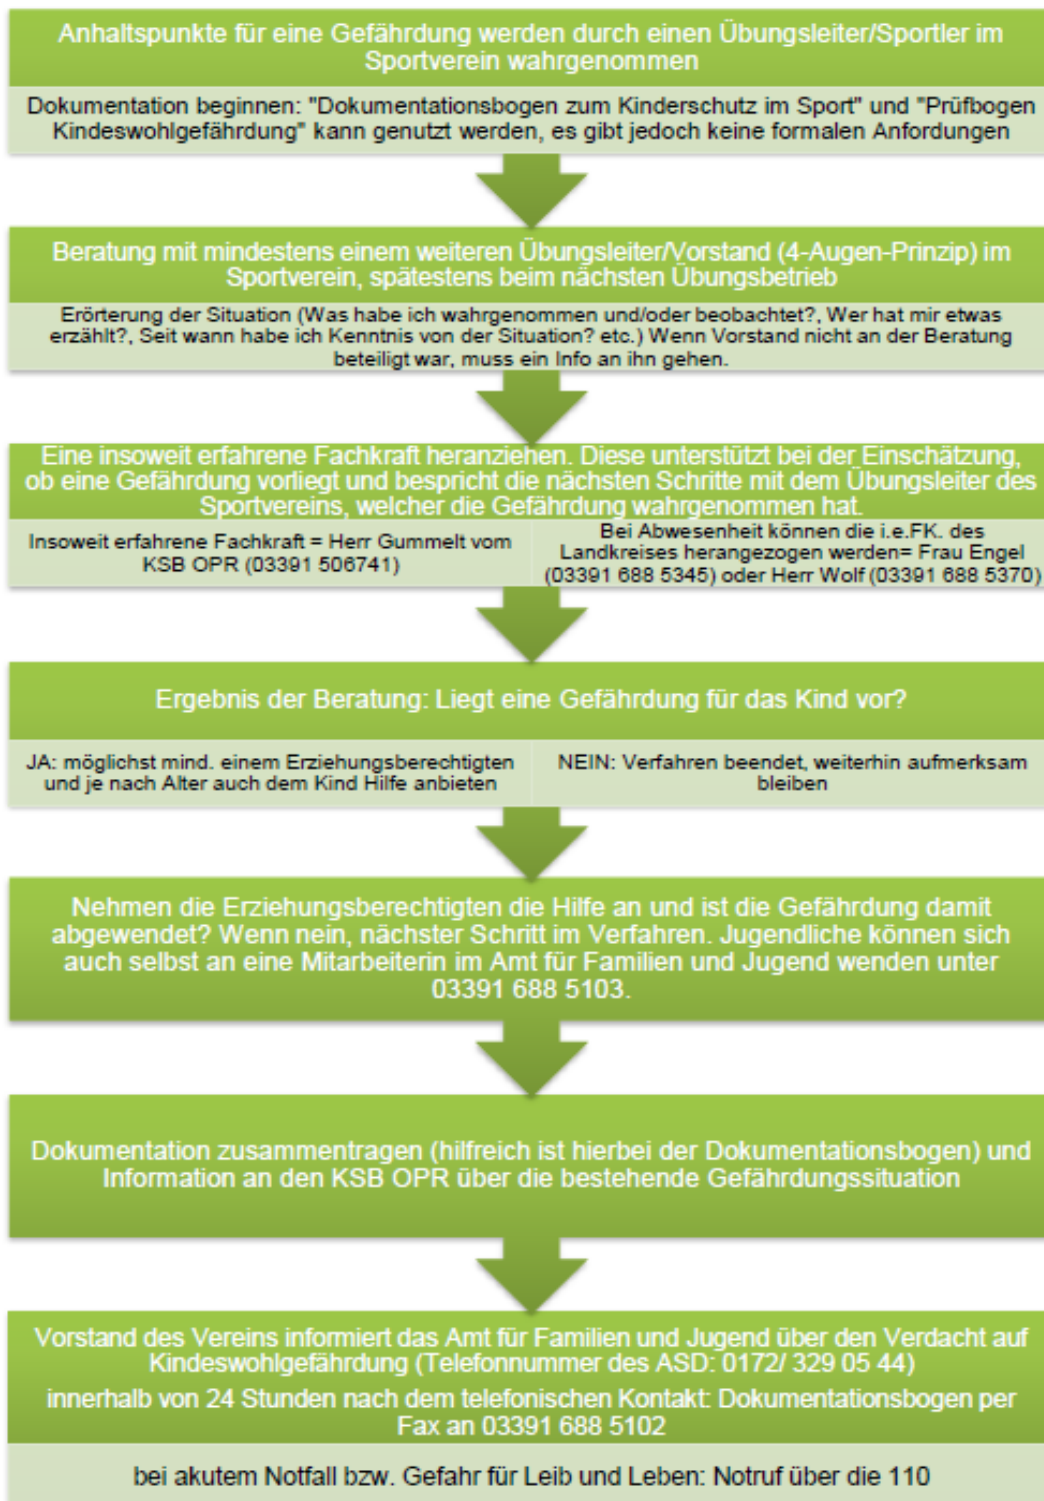 Anhaltspunkte für eine Gefährdung werden durch einen Übungsleiter/Sportler im
Sportverein wahrgenommen
Dokumentation beginnen: "Dokumentationsbogen zum Kinderschutz im Sport" und "Prüfbogen
Kindeswohlgefährdung" kann genutzt werden, es gibt jedoch keine formalen Anfordungen
Beratung mit mindestens einem weiteren Übungsleiter/Vorstand (4-Augen-Prinzip) im
Sportverein, spätestens beim nächsten Übungsbetrieb
Erörterung der Situation (Was habe ich wahrgenommen und/oder beobachtet?, Wer hat mir etwas
erzählt?, Seit wann habe ich Kenntnis von der Situation? etc.) Wenn Vorstand nicht an der Beratung
beteiligt war, muss ein Info an ihn gehen.
Eine insoweit erfahrene Fachkraft heranziehen. Diese unterstützt bei der Einschätzung,
ob eine Gefährdung vorliegt und bespricht die nächsten Schritte mit dem Übungsleiter des
Sportvereins, welcher die Gefährdung wahrgenommen hat.
Insoweit erfahrene Fachkraft = Herr Gummelt vom
KSB OPR (03391 506741)
Bei Abwesenheit können die i.e.FK. des
Landkreises herangezogen werden= Frau Engel
(03391 688 5345) oder Herr Wolf (03391 688 5370)
Ergebnis der Beratung: Liegt eine Gefährdung für das Kind vor?
JA: möglichst mind. einem Erziehungsberechtigten
und je nach Alter auch dem Kind Hilfe anbieten
NEIN: Verfahren beendet, weiterhin aufmerksam
bleiben
Nehmen die Erziehungsberechtigten die Hilfe an und ist die Gefährdung damit
abgewendet? Wenn nein, nächster Schritt im Verfahren. Jugendliche können sich
auch selbst an eine Mitarbeiterin im Amt für Familien und Jugend wenden unter
03391 688 5103.
Dokumentation zusammentragen (hilfreich ist hierbei der Dokumentationsbogen) und
Information an den KSB OPR über die bestehende Gefährdungssituation
Vorstand des Vereins informiert das Amt für Familien und Jugend über den Verdacht auf
Kindeswohlgefährdung (Telefonnummer des ASD: 0172/ 329 05 44)
innerhalb von 24 Stunden nach dem telefonischen Kontakt: Dokumentationsbogen per
Fax an 03391 688 5102
bei akutem Notfall bzw. Gefahr für Leib und Leben: Notruf über die 110